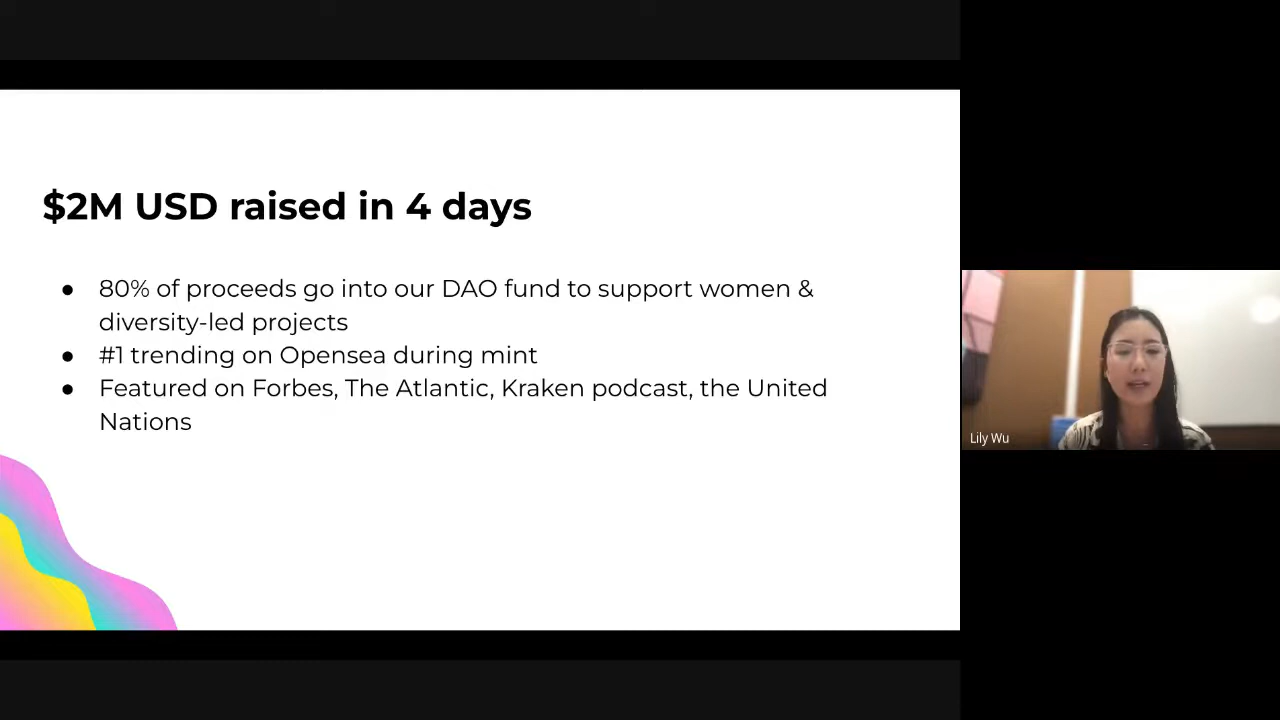 $2M USD raised in 4 days
● 80% of proceeds go into our DAO fund to support women &
diversity-led projects
● #1 trending on Opensea during mint
● Featured on Forbes, The Atlantic, Kraken podcast, the United
Nations
Lily Wu